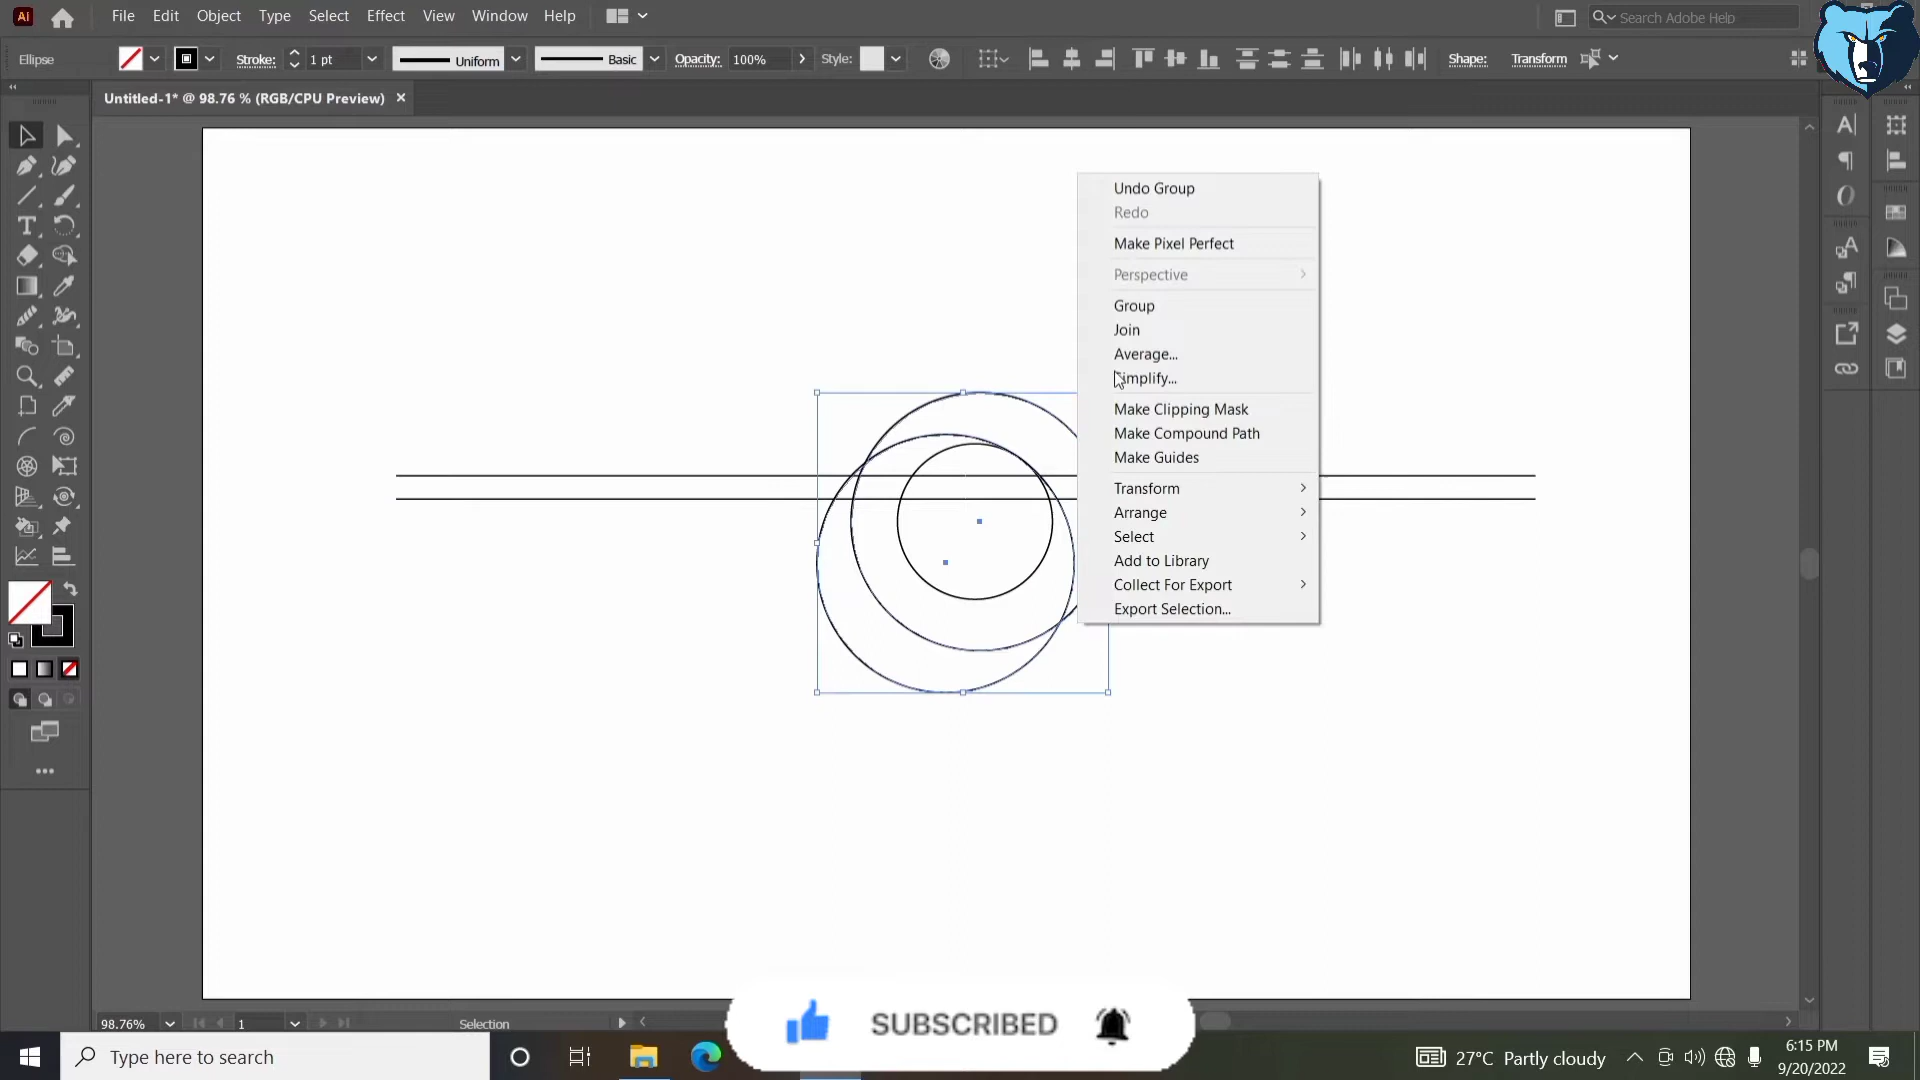 Ai File Edit Object Type Select Effect View Window Help Search Adobe Help
Ellipse Stroke: 1 pt Uniform Basic Opacity: 100% Style: Shape: Transform
Untitled-1* @ 98.76 % (RGB/CPU Preview)
Undo Group
Redo
Make Pixel Perfect
Perspective
Group
Join
Average...
Simplify...
Make Clipping Mask
Make Compound Path
Make Guides
Transform
Arrange
Select
Add to Library
Collect For Export
Export Selection...
98.76% 1 Selection
SUBSCRIBED
Type here to search
27°C Partly cloudy
6:15 PM
9/20/2022